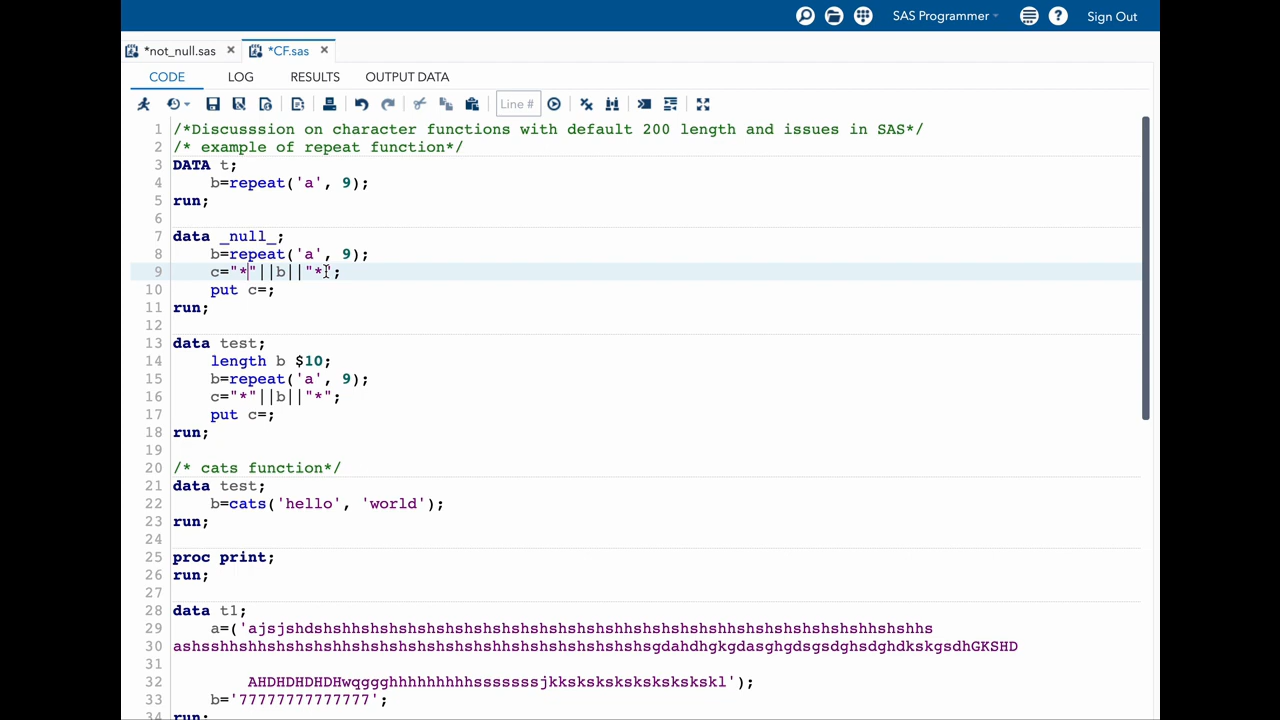 SAS Programmer
Sign Out
*not_null.sas
*CF.sas
CODE LOG RESULTS OUTPUT DATA
Line #
1 /*Discusssion on character functions with default 200 length and issues in SAS*/
2 /* example of repeat function*/
3 DATA t;
4 b=repeat('a', 9);
5 run;
6
7 data _null_;
8 b=repeat('a', 9);
9 c="*"||b||"*";
10 put c=;
11 run;
12
13 data test;
14 length b $10;
15 b=repeat('a', 9);
16 c="*"||b||"*";
17 put c=;
18 run;
19
20 /* cats function*/
21 data test;
22 b=cats('hello', 'world');
23 run;
24
25 proc print;
26 run;
27
28 data t1;
29 a=('ajsjshdshshhshshshshshshshshshshshshshshhshshshshhshshshshshshshhshshhs
30 ashsshhshhshshshshhshshshshshshshshhshshshshshshshshsgdahdhgkgdasghgdsgsdghsdghdkskgsdhGKSHD
31
32 AHDHDHDHDHwqggghhhhhhhhhsssssssjkkskskskskskskskskl');
33 b='77777777777777';
34 run;